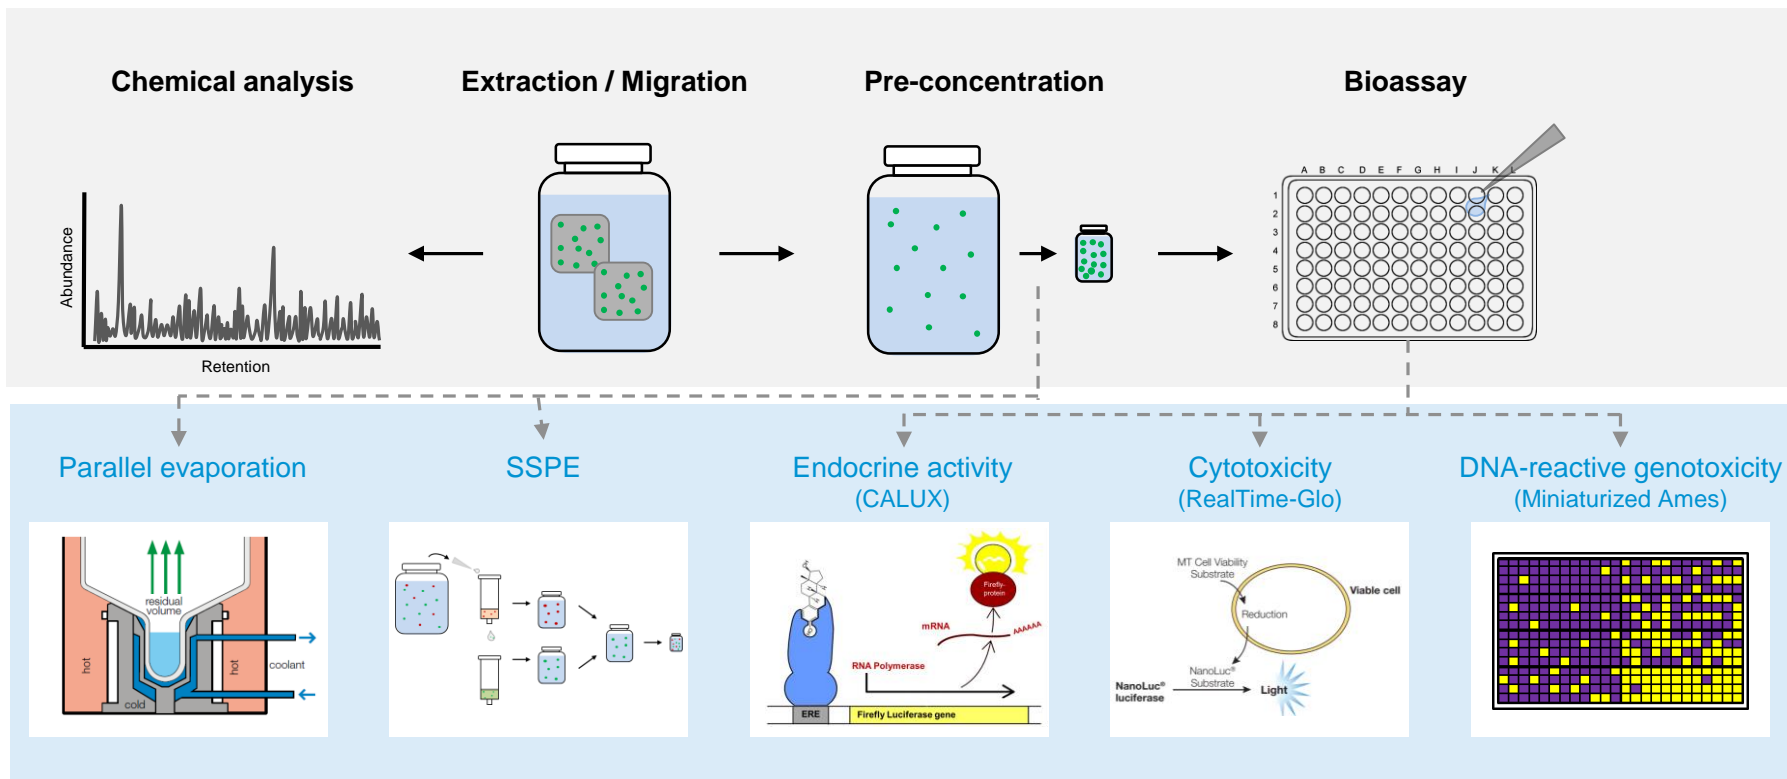 Chemical analysis
Extraction / Migration
Pre-concentration
Bioassay
Abundance
Retention
A B C D E F G H I J K L
1
2
3
4
5
6
7
8
Parallel evaporation
SSPE
Endocrine activity
(CALUX)
Cytotoxicity
(RealTime-Glo)
DNA-reactive genotoxicity
(Miniaturized Ames)
residual
volume
hot
hot
coolant
cold
Firefly-
protein
mRNA
AAAAAA
RNA Polymerase
ERE
Firefly Luciferase gene
MT Cell Viability
Substrate
Viable cell
Reduction
NanoLuc®
Substrate
NanoLuc®
luciferase
Light